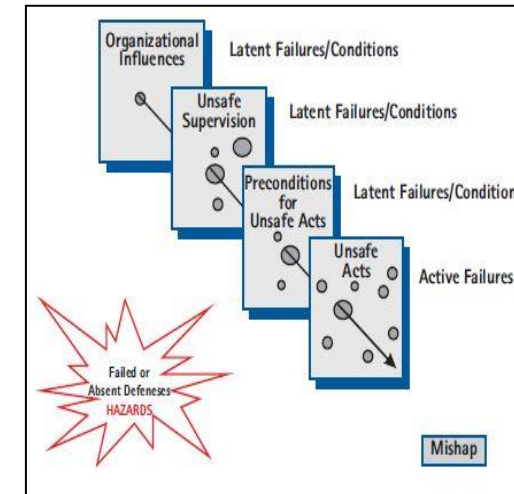 Organizational
Influences
Latent Failures/Conditions
Unsafe
Supervision
Latent Failures/Conditions
Preconditions
for
Unsafe Acts
Latent Failures/Condition
Unsafe
Acts
Active Failures
Failed or
Absent Defeneses
HAZARDS
Mishap